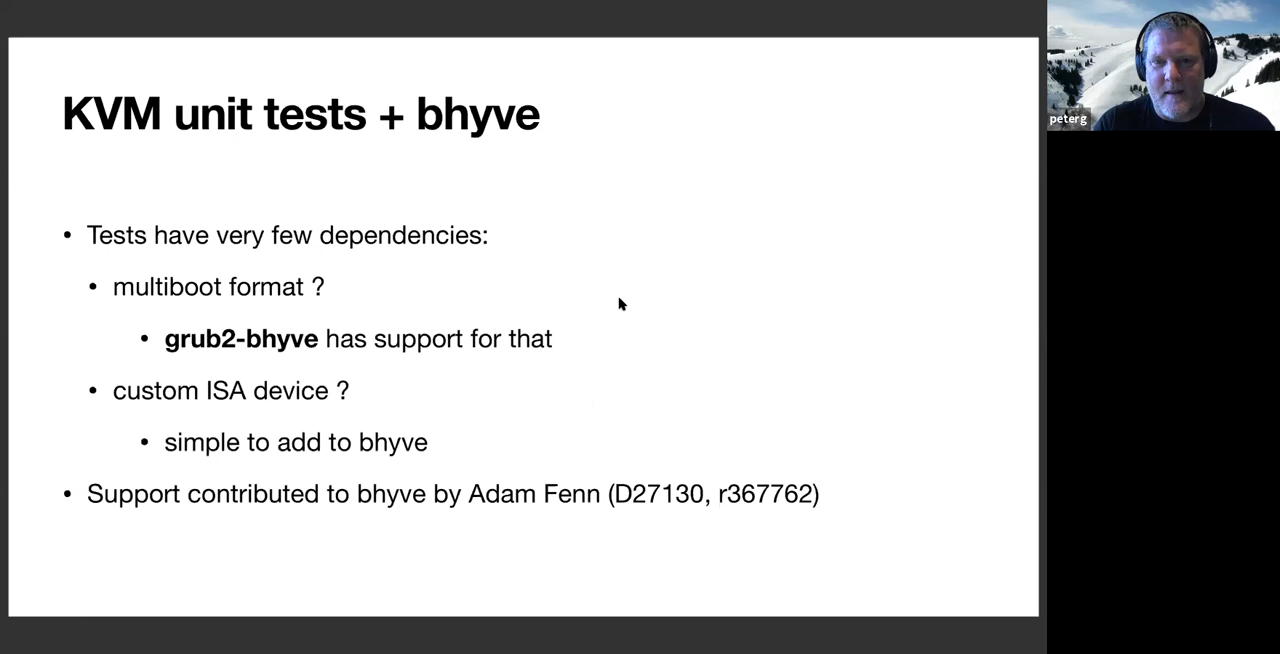 KVM unit tests + bhyve
• Tests have very few dependencies:
• multiboot format ?
• grub2-bhyve has support for that
• custom ISA device ?
• simple to add to bhyve
• Support contributed to bhyve by Adam Fenn (D27130, r367762)
peterg